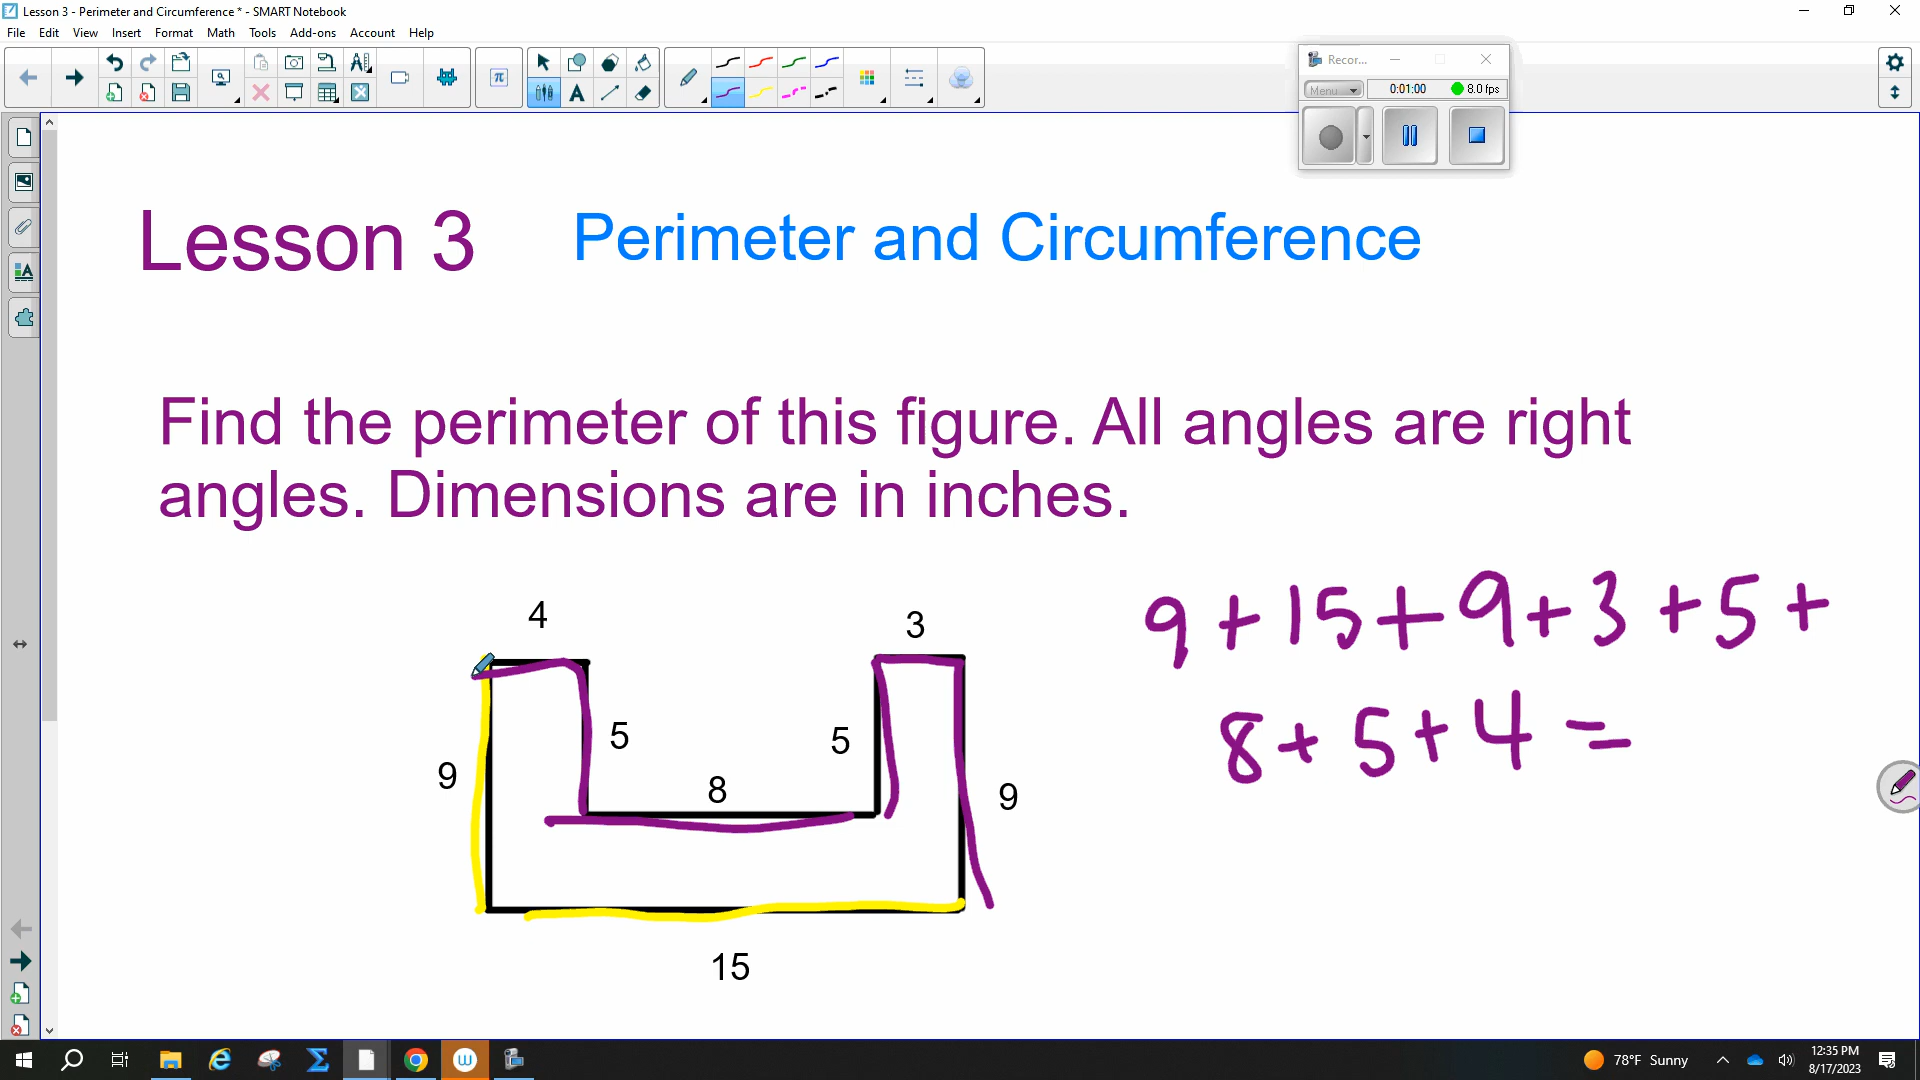 Lesson 3 - Perimeter and Circumference * - SMART Notebook
File Edit View Insert Format Math Tools Add-ons Account Help
Recor...
Menu 0:01:00 8.0 fps
Lesson 3 Perimeter and Circumference
Find the perimeter of this figure. All angles are right
angles. Dimensions are in inches.
9 + 15 + 9 + 3 + 5 +
8 + 5 + 4 =
4
3
5
5
8
9
9
15
78°F Sunny
12:35 PM
8/17/2023